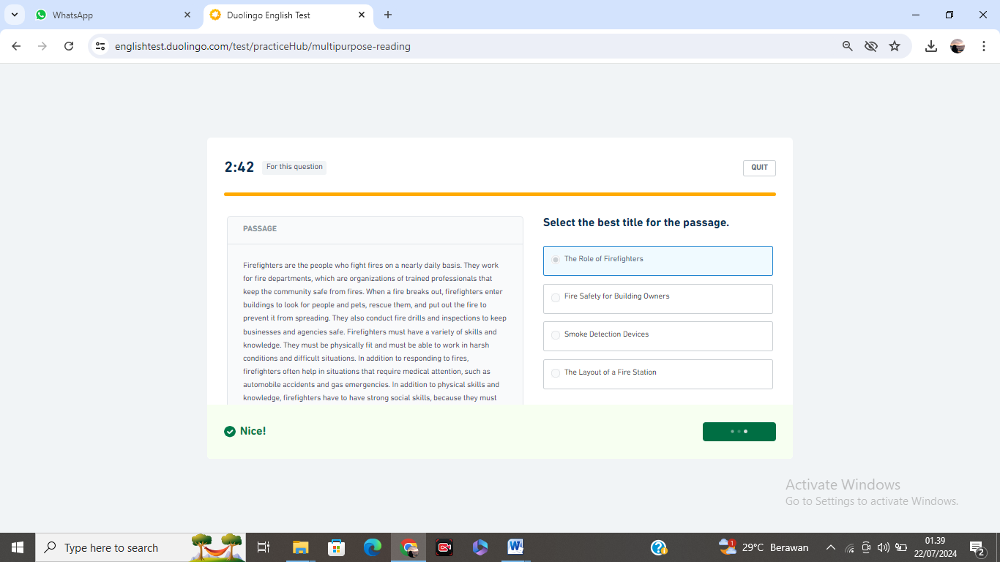 WhatsApp
Duolingo English Test
englishtest.duolingo.com/test/practiceHub/multipurpose-reading
2:42 For this question
QUIT
PASSAGE
Firefighters are the people who fight fires on a nearly daily basis. They work
for fire departments, which are organizations of trained professionals that
keep the community safe from fires. When a fire breaks out, firefighters enter
buildings to look for people and pets, rescue them, and put out the fire to
prevent it from spreading. They also conduct fire drills and inspections to keep
businesses and agencies safe. Firefighters must have a variety of skills and
knowledge. They must be physically fit and must be able to work in harsh
conditions and difficult situations. In addition to responding to fires,
firefighters often help in situations that require medical attention, such as
automobile accidents and gas emergencies. In addition to physical skills and
knowledge, firefighters have to have strong social skills, because they must
Select the best title for the passage.
The Role of Firefighters
Fire Safety for Building Owners
Smoke Detection Devices
The Layout of a Fire Station
Nice!
Activate Windows
Go to Settings to activate Windows.
Type here to search
29°C Berawan
01.39
22/07/2024
2